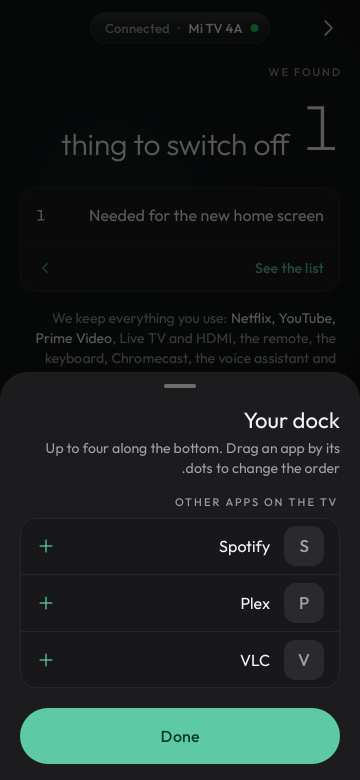 Connected · Mi TV 4A
WE FOUND
1 thing to switch off
Needed for the new home screen 1
See the list
We keep everything you use: Netflix, YouTube,
Prime Video, Live TV and HDMI, the remote, the
keyboard, Chromecast, the voice assistant and
Your dock
Up to four along the bottom. Drag an app by its
.dots to change the order
OTHER APPS ON THE TV
S Spotify +
P Plex +
V VLC +
Done